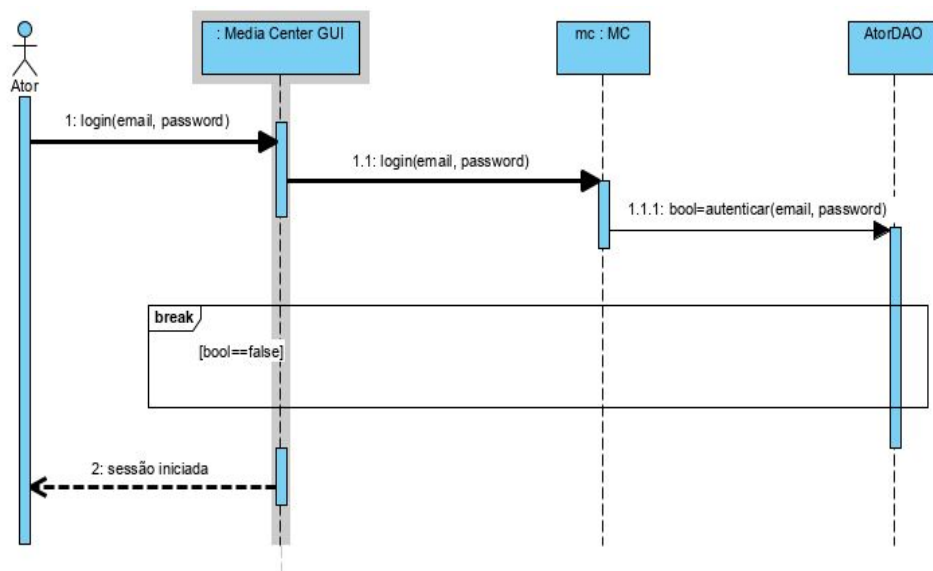 : Media Center GUI
mc : MC
AtorDAO
Ator
1: login(email, password)
1.1: login(email, password)
1.1.1: bool=autenticar(email, password)
break
[bool==false]
2: sessão iniciada